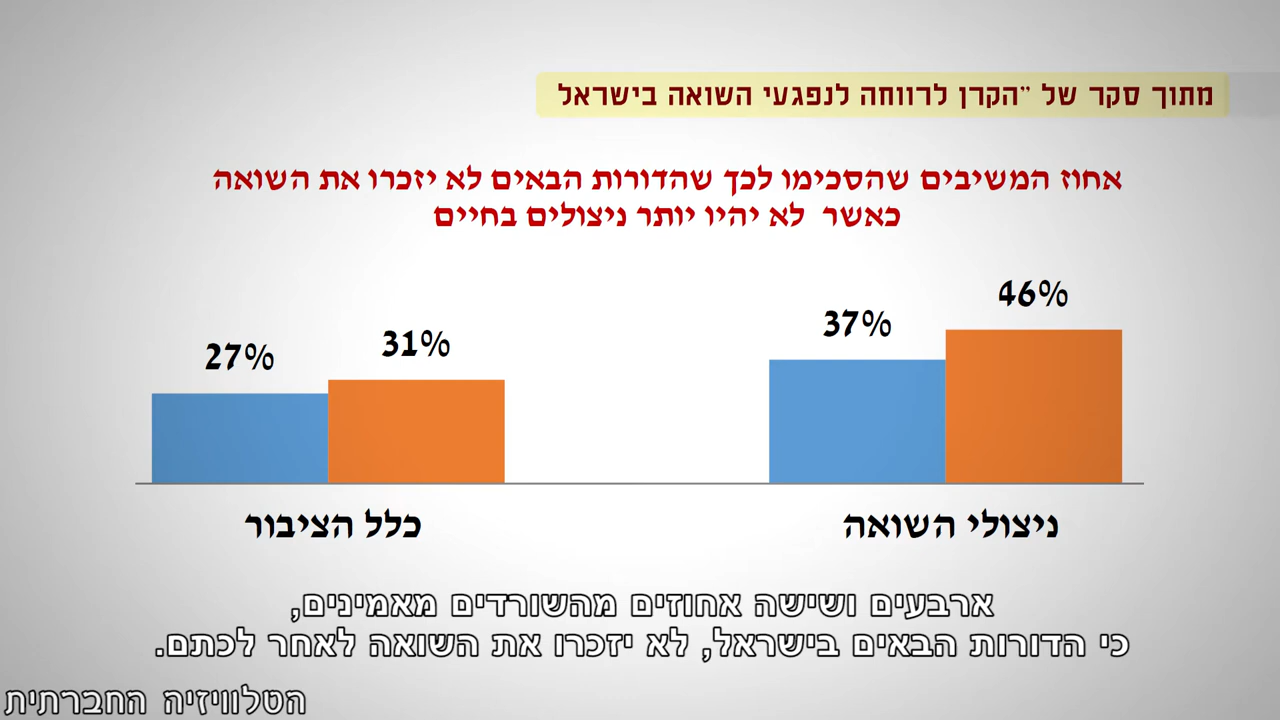 מתוך סקר של "הקרן לרווחה לנפגעי השואה בישראל
אחוז המשיבים שהסכימו לכך שהדורות הבאים לא יזכרו את השואה
כאשר לא יהיו יותר ניצולים בחיים
46%
37%
31%
27%
ניצולי השואה
כלל הציבור
ארבעים ושישה אחוזים מהשורדים מאמינים,
כי הדורות הבאים בישראל, לא יזכרו את השואה לאחר לכתם.
הטלוויזיה החברתית